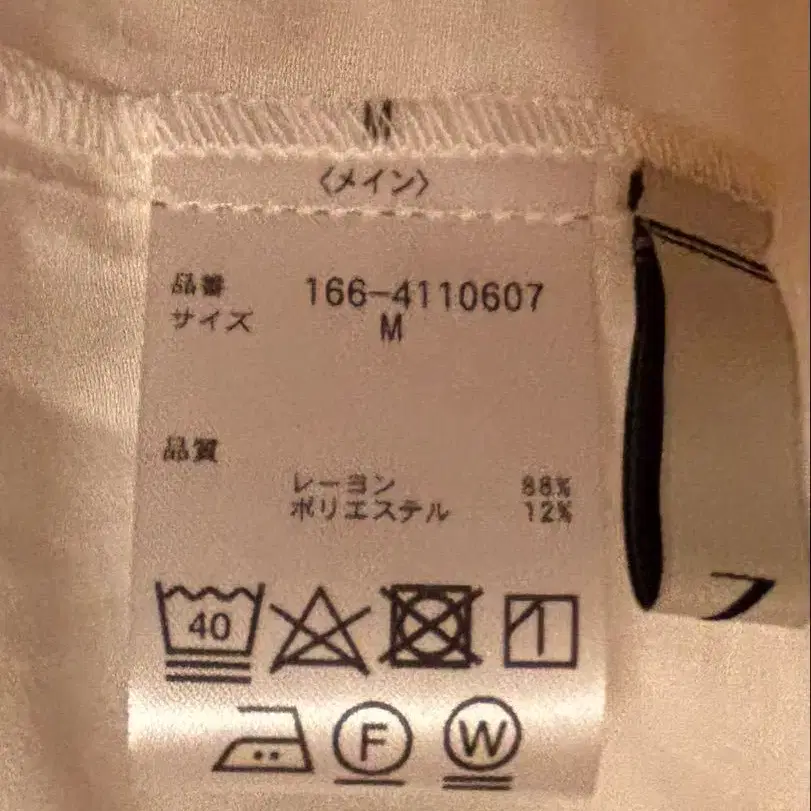 M
〈メイン〉
品番 166-4110607
サイズ M
品質
レーヨン 88%
ポリエステル 12%
40
F W